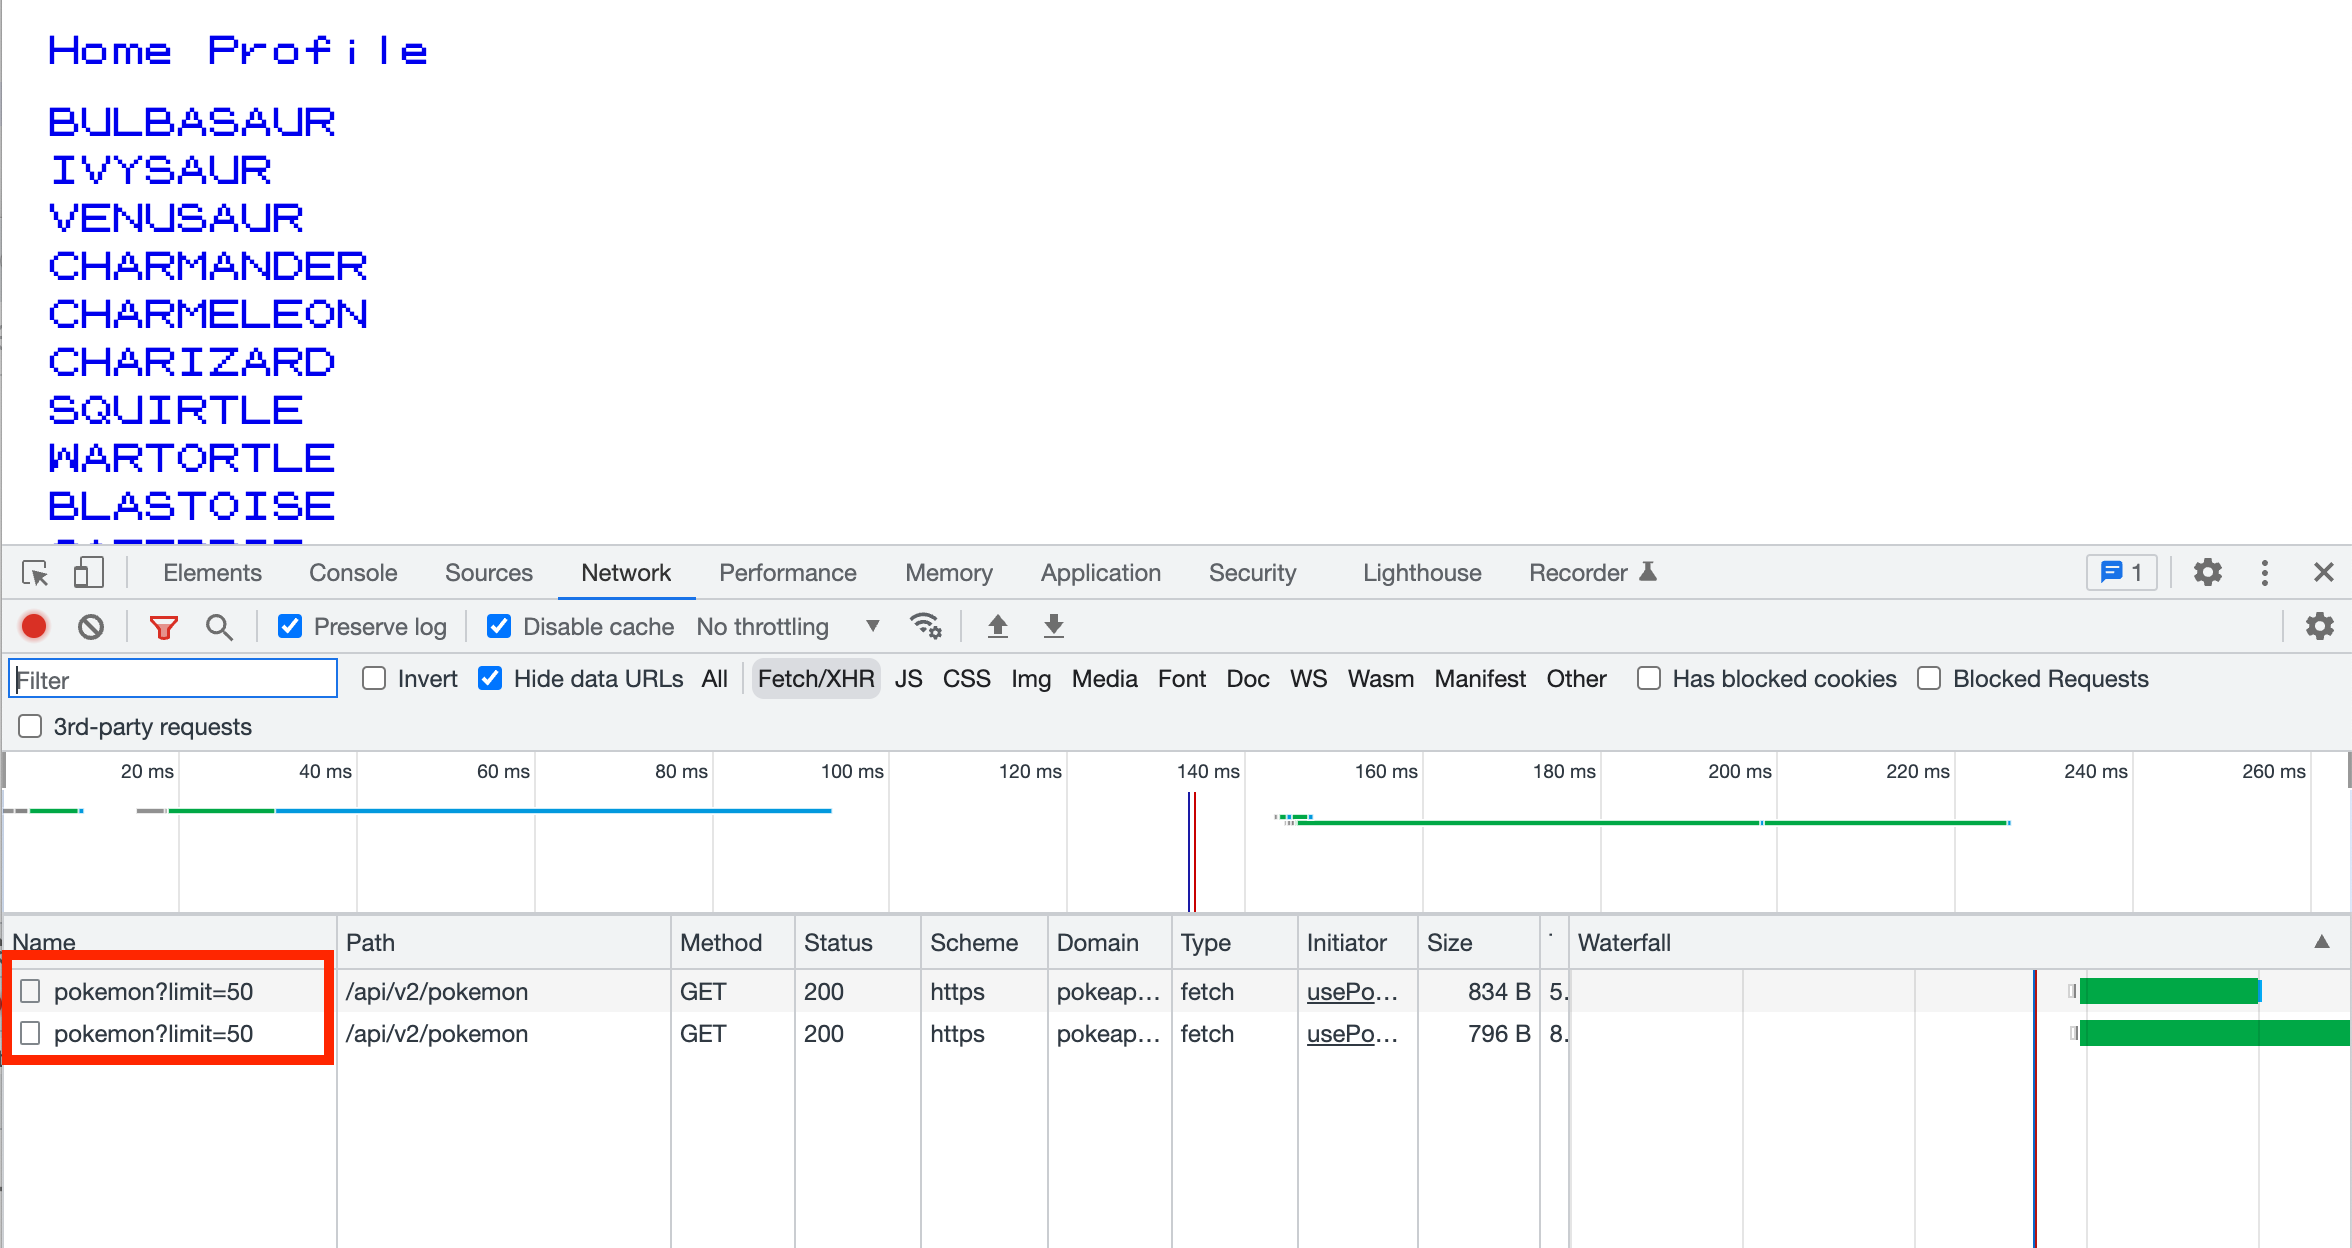 Home Profile
BULBASAUR
IVYSAUR
VENUSAUR
CHARMANDER
CHARMELEON
CHARIZARD
SQUIRTLE
WARTORTLE
BLASTOISE
Elements Console Sources Network Performance Memory Application Security Lighthouse Recorder 1
Preserve log Disable cache No throttling
Filter Invert Hide data URLs All Fetch/XHR JS CSS Img Media Font Doc WS Wasm Manifest Other Has blocked cookies Blocked Requests
3rd-party requests
20 ms 40 ms 60 ms 80 ms 100 ms 120 ms 140 ms 160 ms 180 ms 200 ms 220 ms 240 ms 260 ms
Name Path Method Status Scheme Domain Type Initiator Size Waterfall
pokemon?limit=50 /api/v2/pokemon GET 200 https pokeap... fetch usePo... 834 B 5.
pokemon?limit=50 /api/v2/pokemon GET 200 https pokeap... fetch usePo... 796 B 8.